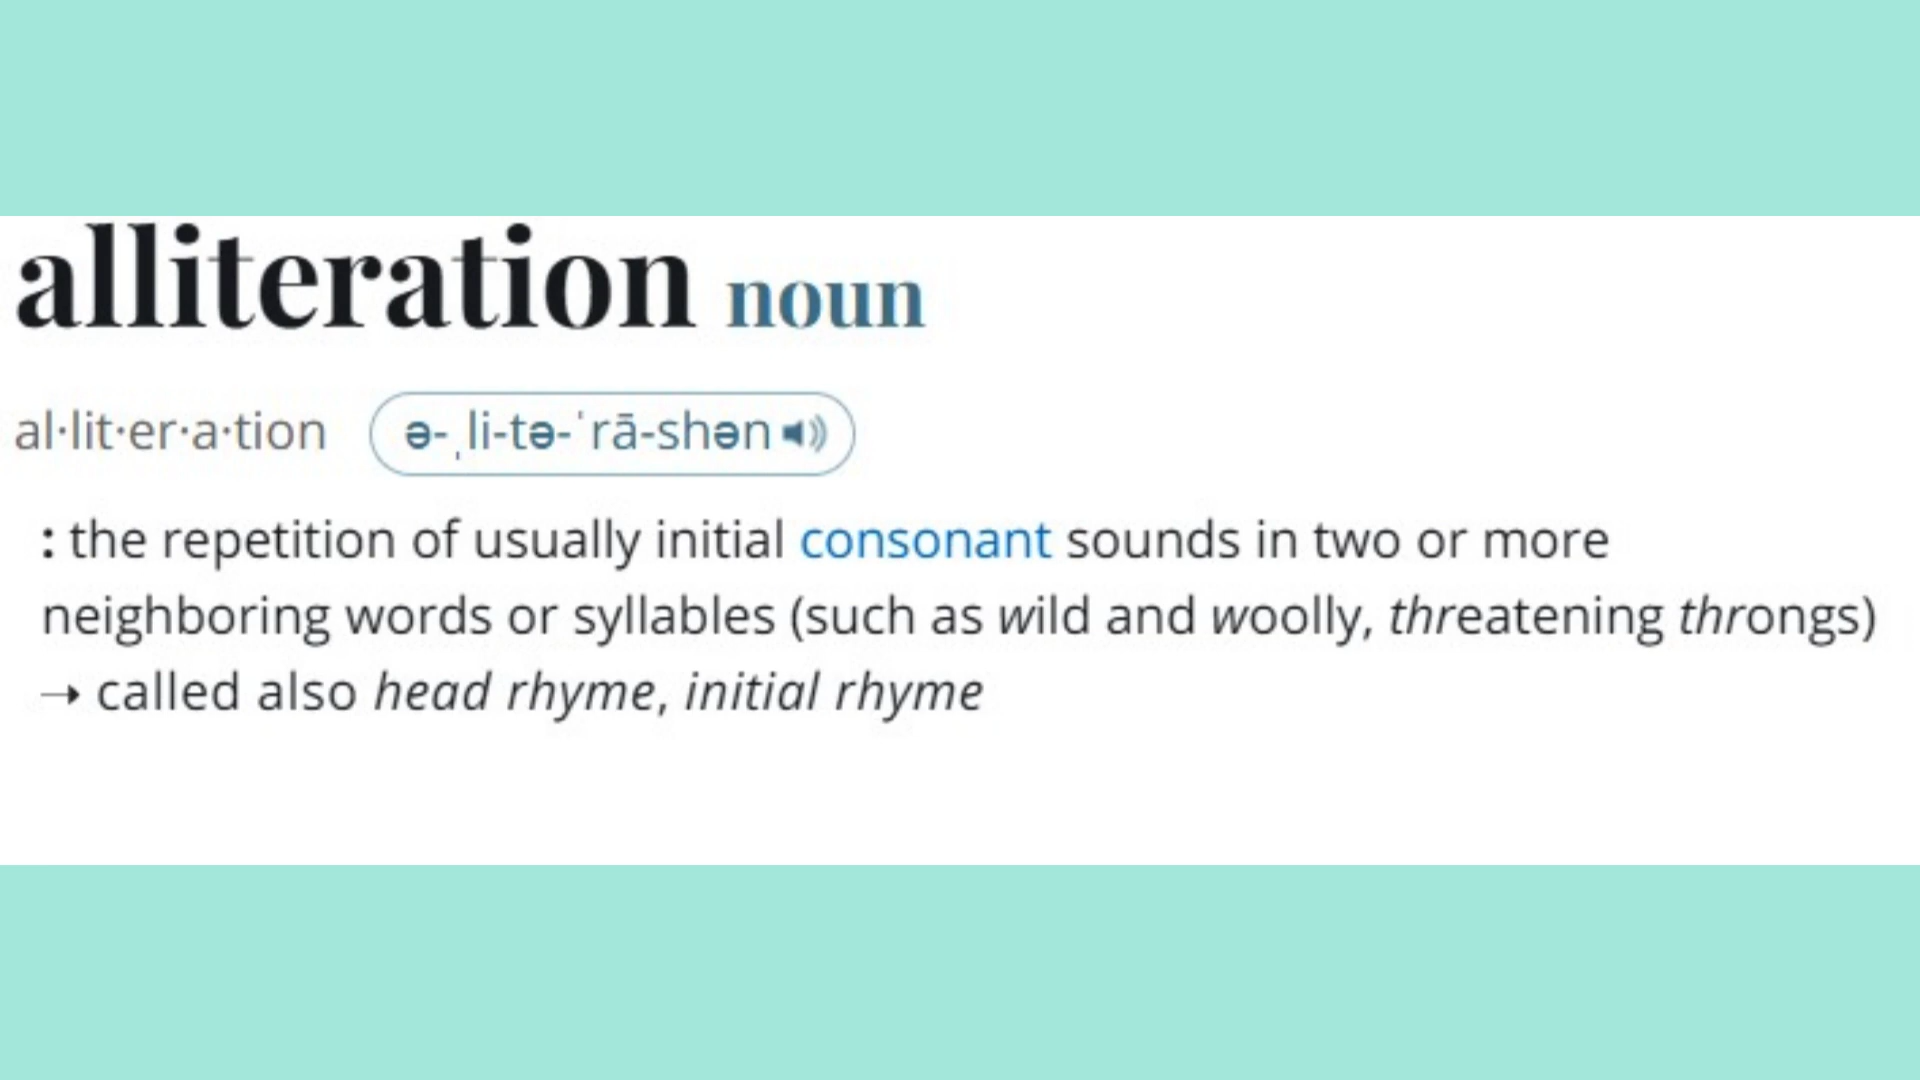 alliteration noun
al·lit·er·a·tion ə-ˌli-tə-ˈrā-shən
: the repetition of usually initial consonant sounds in two or more
neighboring words or syllables (such as wild and woolly, threatening throngs)
→ called also head rhyme, initial rhyme